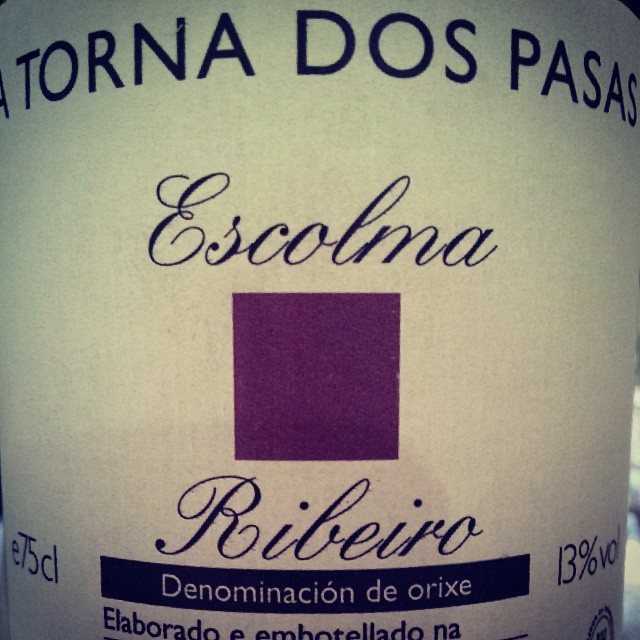 A TORNA DOS PASAS
Escolma
Ribeiro
e75cl
13%vol
Denominación de orixe
Elaborado e embotellado na